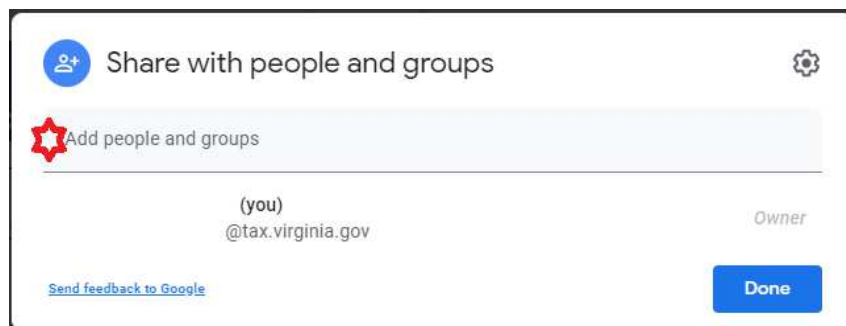 Share with people and groups
Add people and groups
(you)
@tax.virginia.gov
Owner
Send feedback to Google
Done